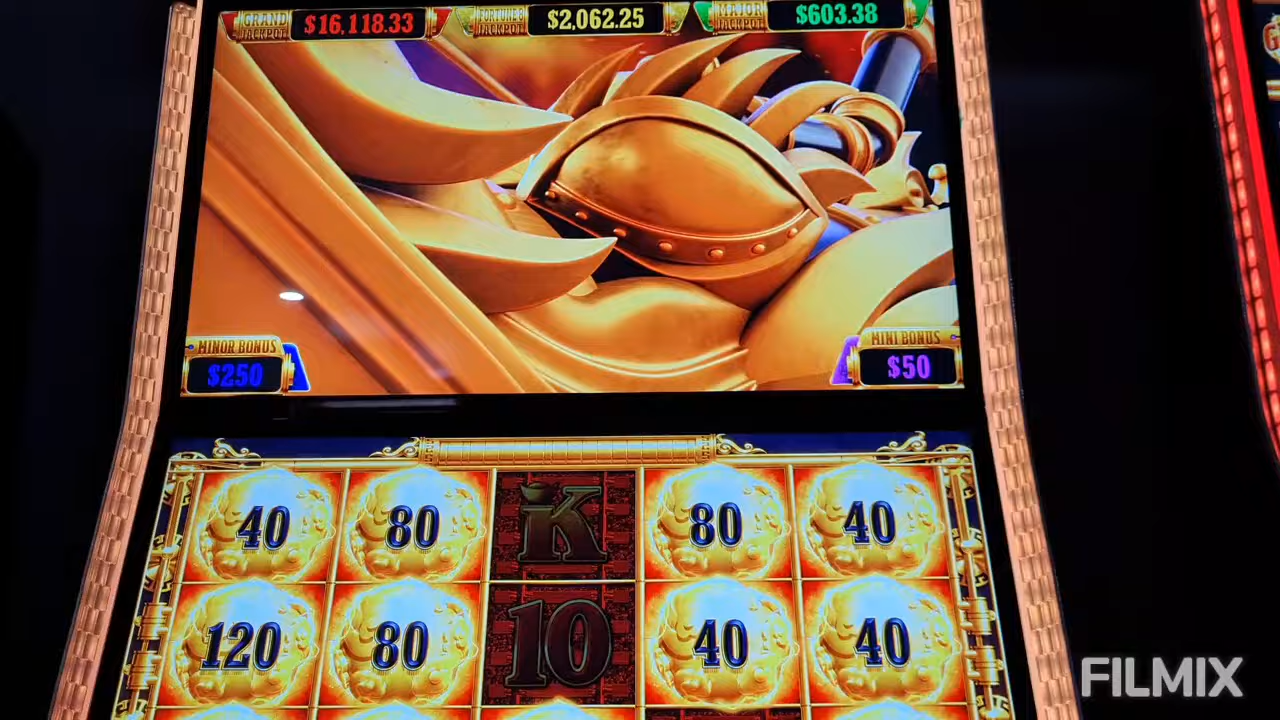 GRAND JACKPOT $16,118.33
FORTUNES JACKPOT $2,062.25
MAJOR JACKPOT $603.38
MINOR BONUS
$250
MINI BONUS
$50
40 80 K 80 40
120 80 10 40 40
FILMIX